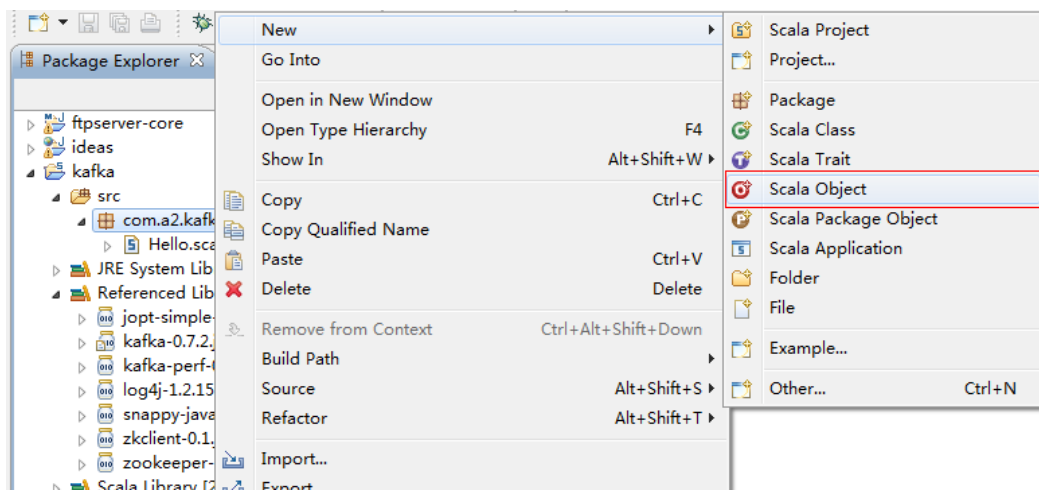 Package Explorer
ftpserver-core
ideas
kafka
src
com.a2.kafk
Hello.sca
JRE System Lib
Referenced Lib
jopt-simple-
kafka-0.7.2.j
kafka-perf-
log4j-1.2.15
snappy-java
zkclient-0.1.
zookeeper-
Scala Library [2
New
Go Into
Open in New Window
Open Type Hierarchy F4
Show In Alt+Shift+W
Copy Ctrl+C
Copy Qualified Name
Paste Ctrl+V
Delete Delete
Remove from Context Ctrl+Alt+Shift+Down
Build Path
Source Alt+Shift+S
Refactor Alt+Shift+T
Import...
Export
Scala Project
Project...
Package
Scala Class
Scala Trait
Scala Object
Scala Package Object
Scala Application
Folder
File
Example...
Other... Ctrl+N